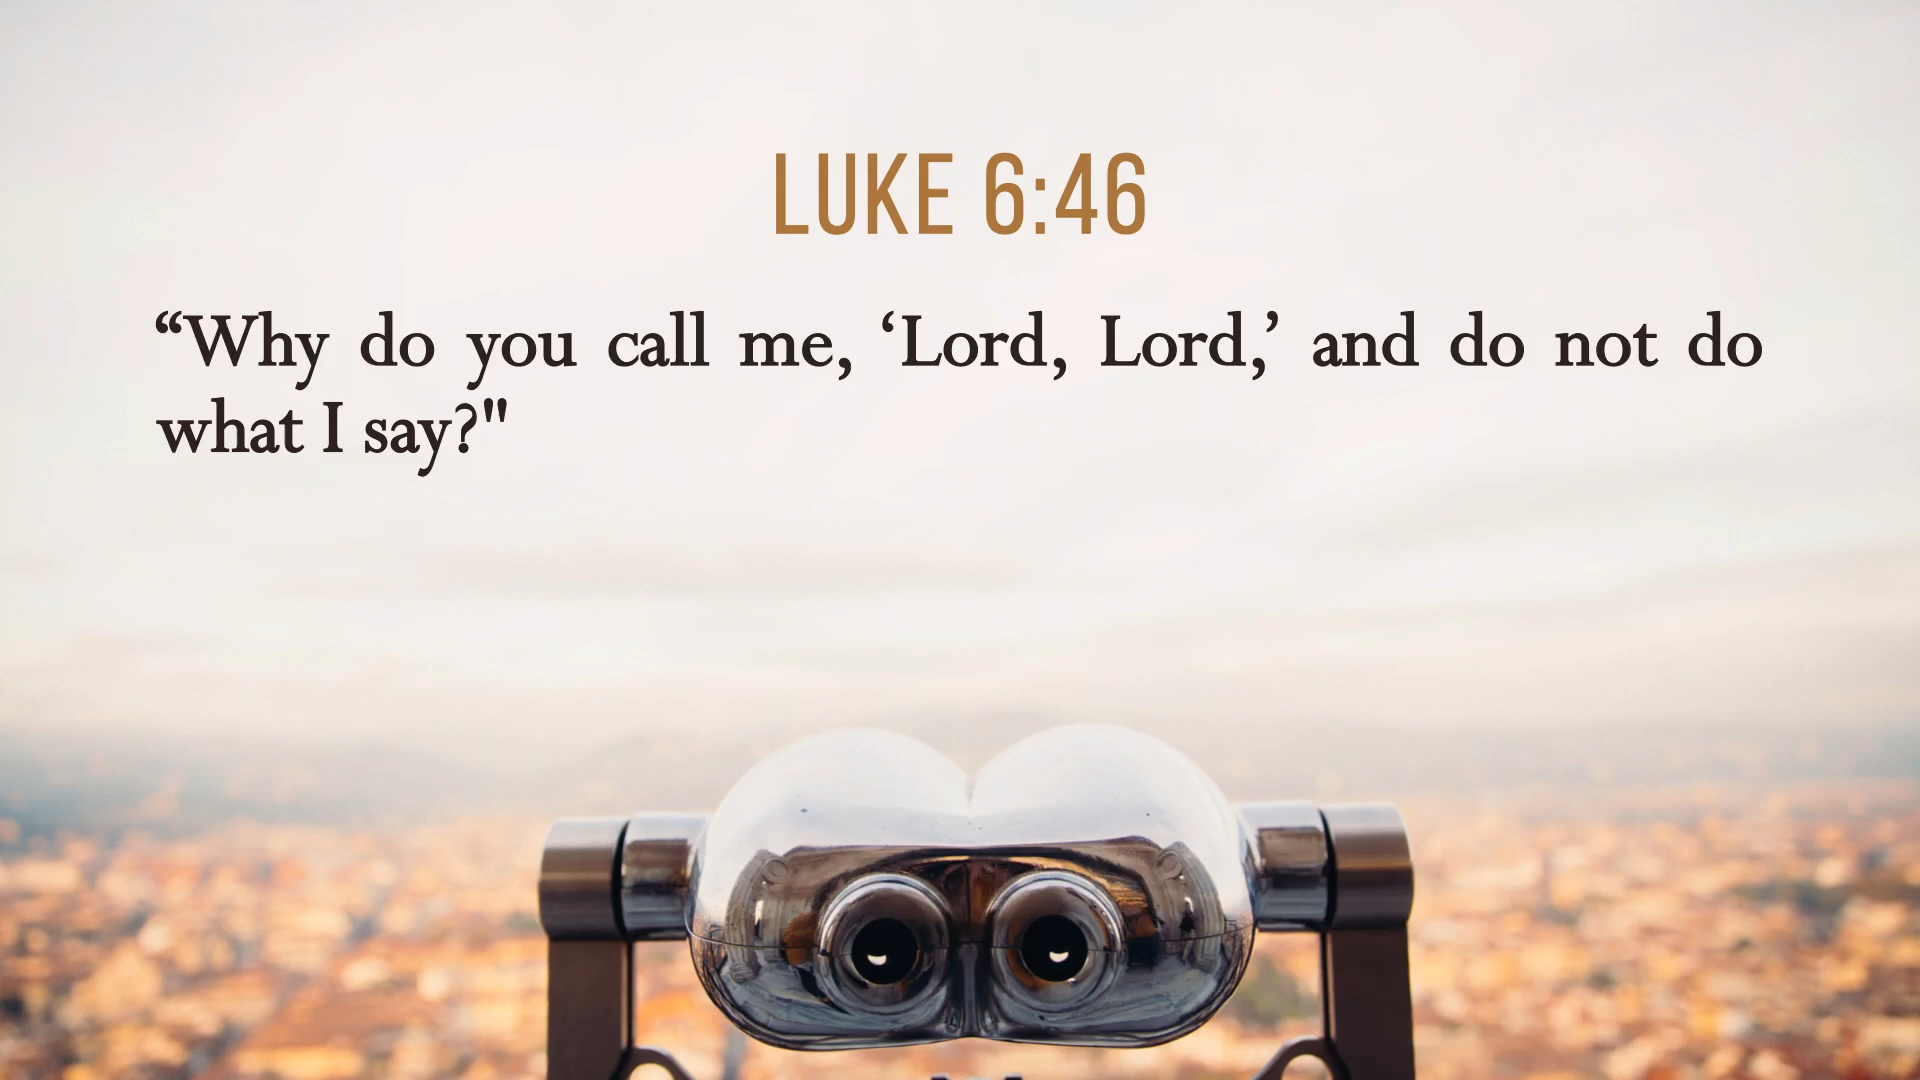 LUKE 6:46
“Why do you call me, ‘Lord, Lord,’ and do not do
what I say?"